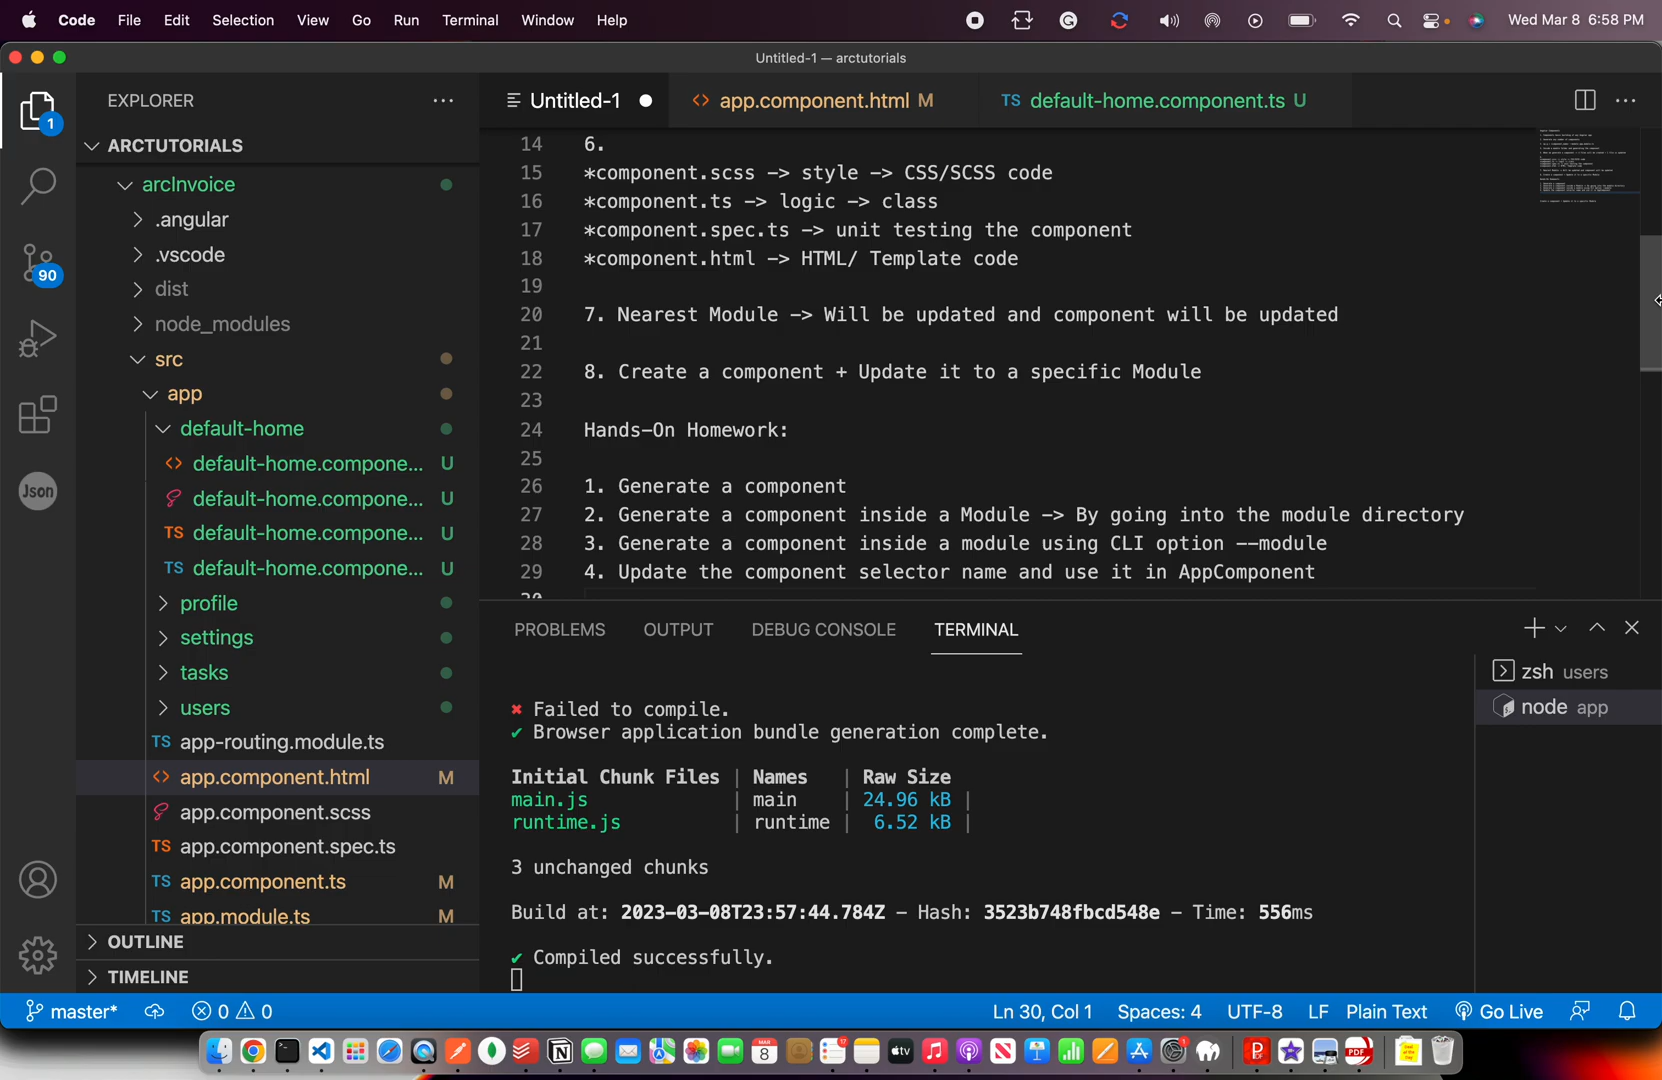 Code File Edit Selection View Go Run Terminal Window Help Wed Mar 8 6:58 PM
Untitled-1 — arctutorials
EXPLORER
Untitled-1
app.component.html M
TS default-home.component.ts U
1
90
Json
ARCTUTORIALS
arcInvoice
.angular
.vscode
dist
node_modules
src
app
default-home
default-home.compone... U
default-home.compone... U
TS default-home.compone... U
TS default-home.compone... U
profile
settings
tasks
users
TS app-routing.module.ts
app.component.html M
app.component.scss
TS app.component.spec.ts
TS app.component.ts M
TS app.module.ts M
OUTLINE
TIMELINE
14 6.
15 *component.scss -> style -> CSS/SCSS code
16 *component.ts -> logic -> class
17 *component.spec.ts -> unit testing the component
18 *component.html -> HTML/ Template code
19
20 7. Nearest Module -> Will be updated and component will be updated
21
22 8. Create a component + Update it to a specific Module
23
24 Hands-On Homework:
25
26 1. Generate a component
27 2. Generate a component inside a Module -> By going into the module directory
28 3. Generate a component inside a module using CLI option --module
29 4. Update the component selector name and use it in AppComponent
30
PROBLEMS OUTPUT DEBUG CONSOLE TERMINAL
zsh users
node app
✖ Failed to compile.
✔ Browser application bundle generation complete.
Initial Chunk Files | Names | Raw Size
main.js | main | 24.96 kB |
runtime.js | runtime | 6.52 kB |
3 unchanged chunks
Build at: 2023-03-08T23:57:44.784Z - Hash: 3523b748fbcd548e - Time: 556ms
✔ Compiled successfully.
master* 0 0 Ln 30, Col 1 Spaces: 4 UTF-8 LF Plain Text Go Live